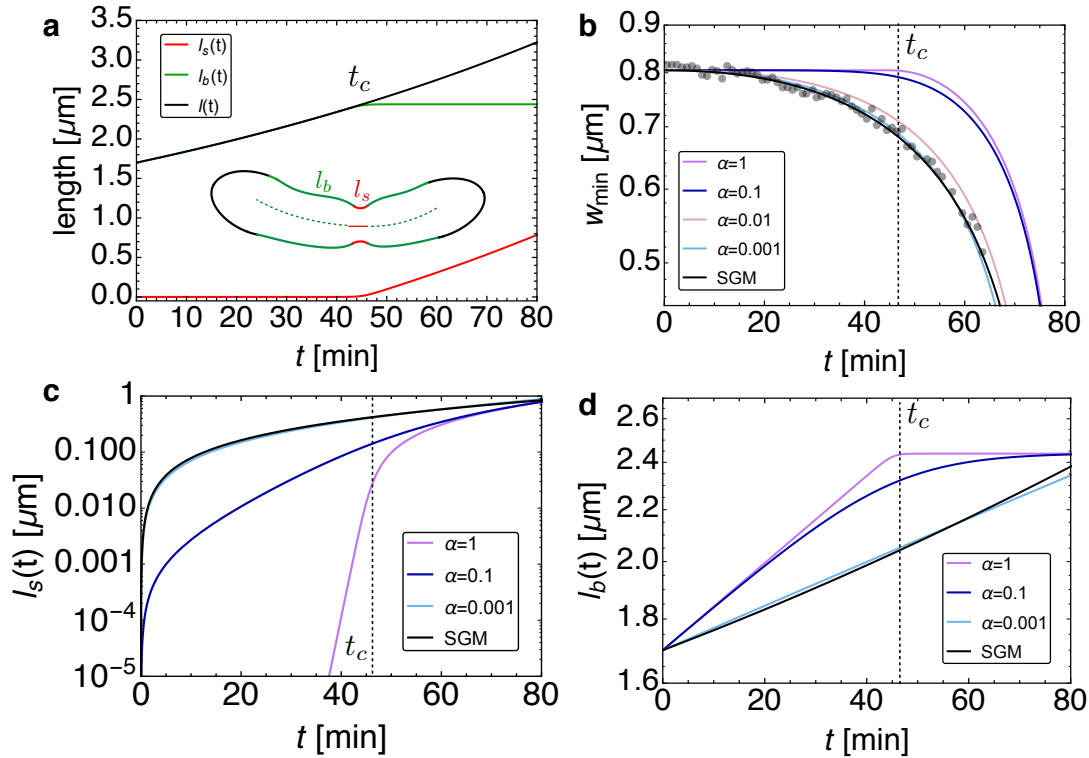 a
length [μm]
3.5
3.0
2.5
2.0
1.5
1.0
0.5
0.0
l_s(t)
l_b(t)
l(t)
t_c
l_b
l_s
0 10 20 30 40 50 60 70 80
t [min]
b
w_min [μm]
0.9
0.8
0.7
0.6
0.5
t_c
α=1
α=0.1
α=0.01
α=0.001
SGM
0 20 40 60 80
t [min]
c
l_s(t) [μm]
1
0.100
0.010
0.001
10⁻⁴
10⁻⁵
t_c
α=1
α=0.1
α=0.001
SGM
0 20 40 60 80
t [min]
d
l_b(t) [μm]
2.6
2.4
2.2
2.0
1.8
1.6
t_c
α=1
α=0.1
α=0.001
SGM
0 20 40 60 80
t [min]